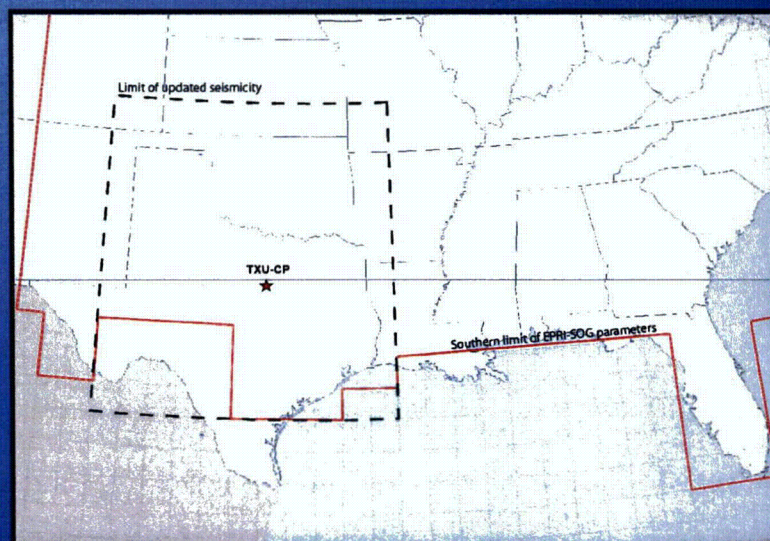 Limit of updated seismicity
TXU-CP
Southern limit of EPRI-SOG parameters